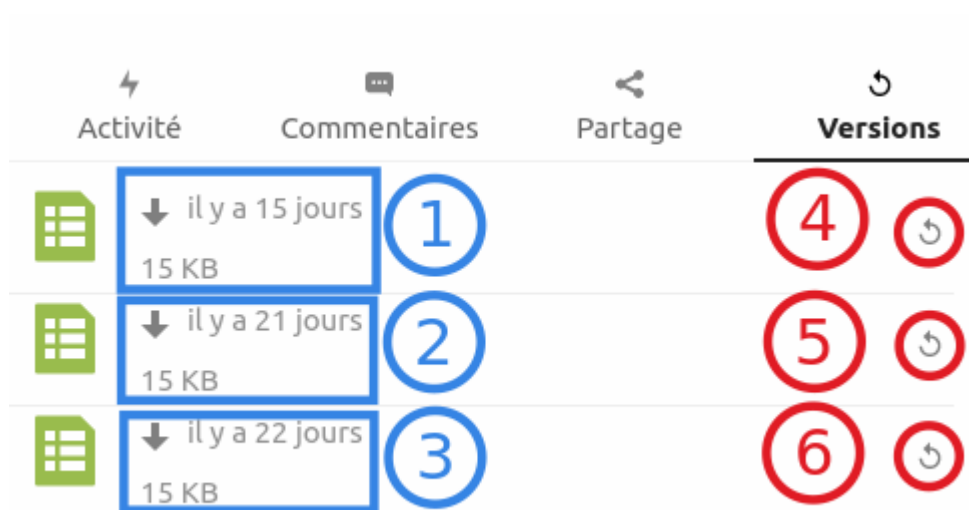 Activité Commentaires Partage Versions
il y a 15 jours 1 4
15 KB
il y a 21 jours 2 5
15 KB
il y a 22 jours 3 6
15 KB